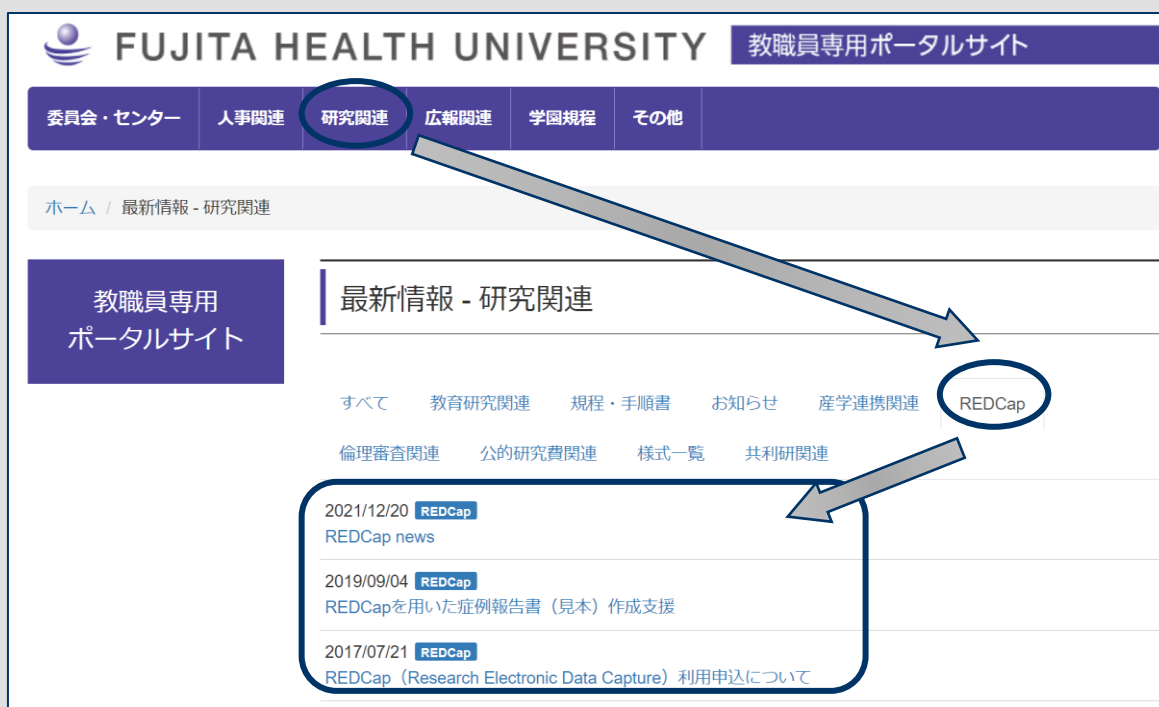 FUJITA HEALTH UNIVERSITY 教職員専用ポータルサイト
委員会・センター 人事関連 研究関連 広報関連 学園規程 その他
ホーム / 最新情報 - 研究関連
教職員専用
ポータルサイト
最新情報 - 研究関連
すべて 教育研究関連 規程・手順書 お知らせ 産学連携関連 REDCap
倫理審査関連 公的研究費関連 様式一覧 共利研関連
2021/12/20 REDCap
REDCap news
2019/09/04 REDCap
REDCapを用いた症例報告書（見本）作成支援
2017/07/21 REDCap
REDCap（Research Electronic Data Capture）利用申込について